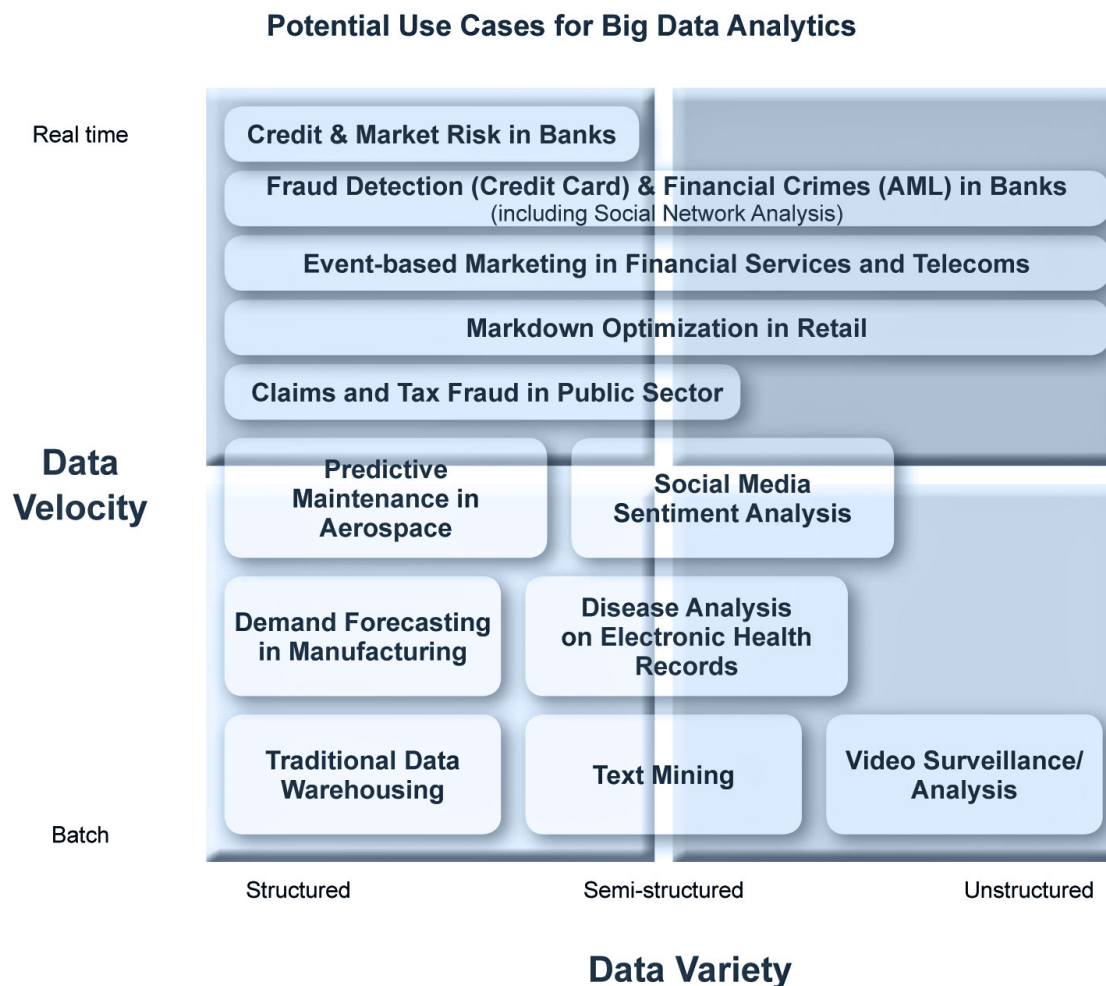 Potential Use Cases for Big Data Analytics
Real time
Credit & Market Risk in Banks
Fraud Detection (Credit Card) & Financial Crimes (AML) in Banks
(including Social Network Analysis)
Event-based Marketing in Financial Services and Telecoms
Markdown Optimization in Retail
Claims and Tax Fraud in Public Sector
Data
Velocity
Predictive
Maintenance in
Aerospace
Social Media
Sentiment Analysis
Demand Forecasting
in Manufacturing
Disease Analysis
on Electronic Health
Records
Traditional Data
Warehousing
Text Mining
Video Surveillance/
Analysis
Batch
Structured
Semi-structured
Unstructured
Data Variety